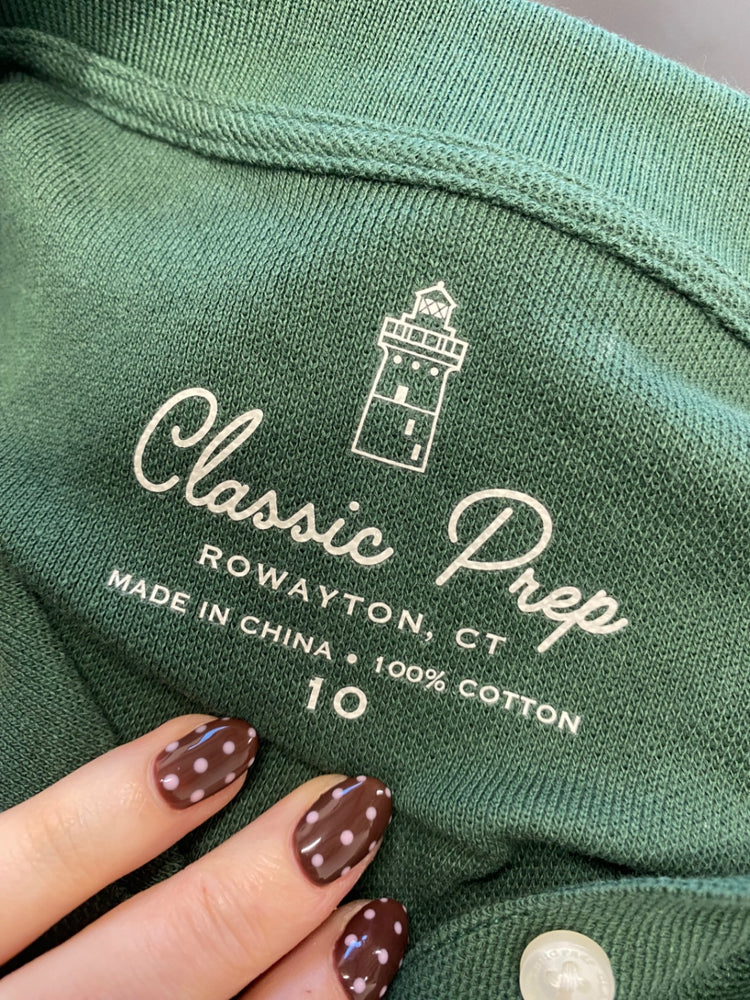 Classic Prep
ROWAYTON, CT
MADE IN CHINA • 100% COTTON
10